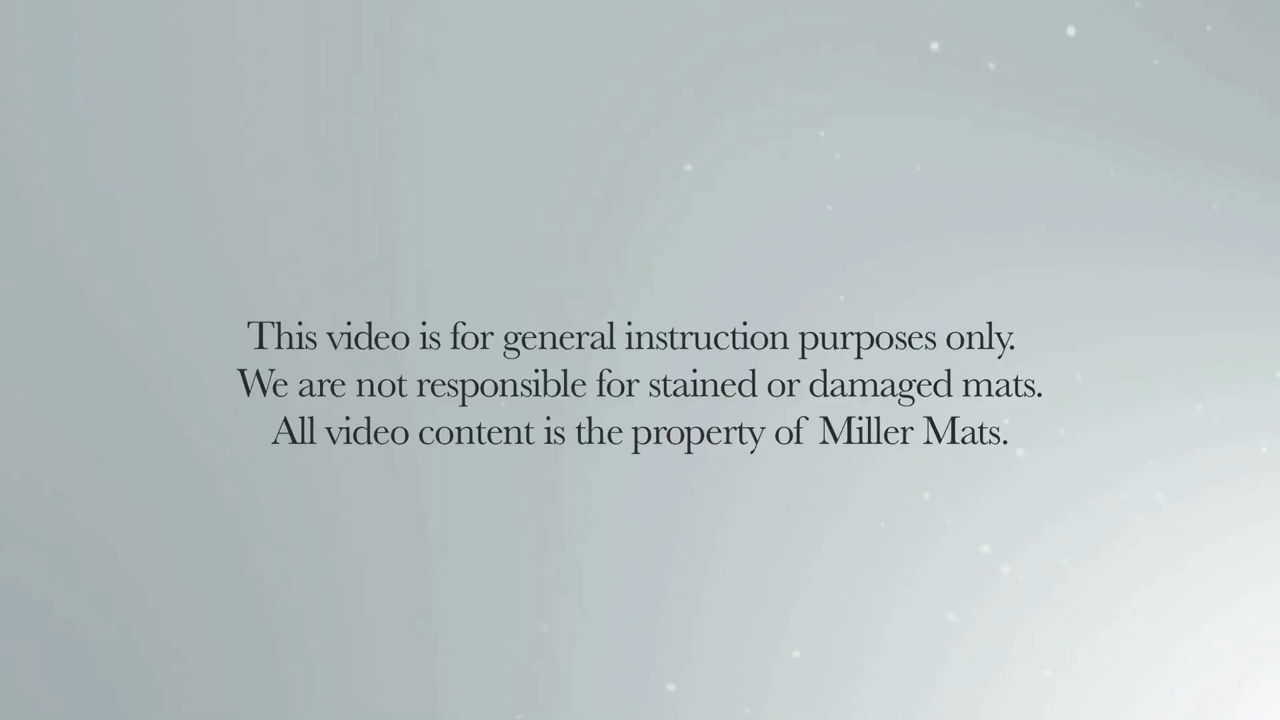 This video is for general instruction purposes only.
We are not responsible for stained or damaged mats.
All video content is the property of Miller Mats.